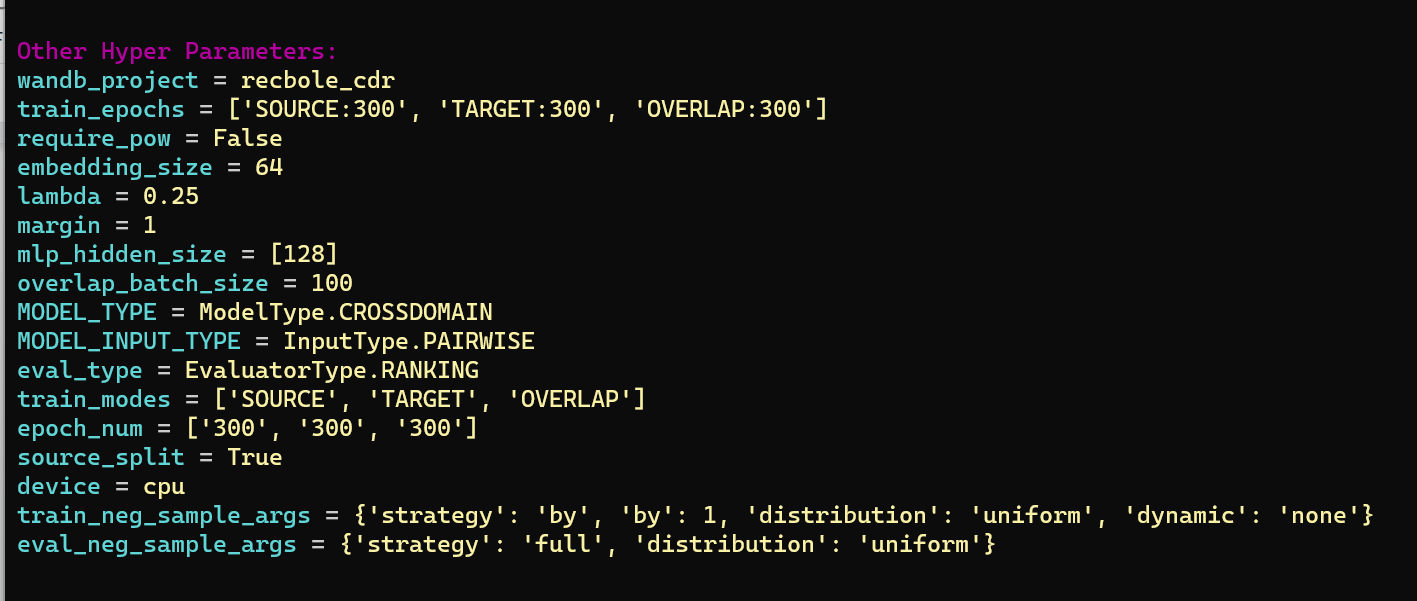 Other Hyper Parameters:
wandb_project = recbole_cdr
train_epochs = ['SOURCE:300', 'TARGET:300', 'OVERLAP:300']
require_pow = False
embedding_size = 64
lambda = 0.25
margin = 1
mlp_hidden_size = [128]
overlap_batch_size = 100
MODEL_TYPE = ModelType.CROSSDOMAIN
MODEL_INPUT_TYPE = InputType.PAIRWISE
eval_type = EvaluatorType.RANKING
train_modes = ['SOURCE', 'TARGET', 'OVERLAP']
epoch_num = ['300', '300', '300']
source_split = True
device = cpu
train_neg_sample_args = {'strategy': 'by', 'by': 1, 'distribution': 'uniform', 'dynamic': 'none'}
eval_neg_sample_args = {'strategy': 'full', 'distribution': 'uniform'}